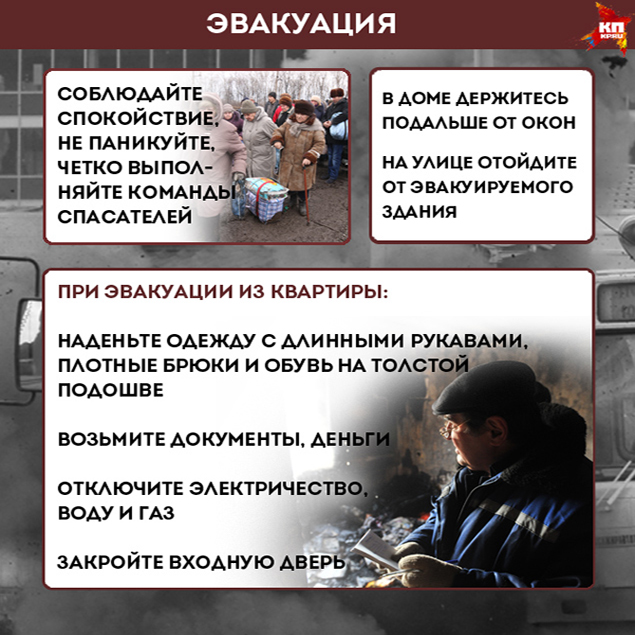 ЭВАКУАЦИЯ
КП
KP.RU
СОБЛЮДАЙТЕ
СПОКОЙСТВИЕ,
НЕ ПАНИКУЙТЕ,
ЧЕТКО ВЫПОЛ-
НЯЙТЕ КОМАНДЫ
СПАСАТЕЛЕЙ
В ДОМЕ ДЕРЖИТЕСЬ
ПОДАЛЬШЕ ОТ ОКОН
НА УЛИЦЕ ОТОЙДИТЕ
ОТ ЭВАКУИРУЕМОГО
ЗДАНИЯ
ПРИ ЭВАКУАЦИИ ИЗ КВАРТИРЫ:
НАДЕНЬТЕ ОДЕЖДУ С ДЛИННЫМИ РУКАВАМИ,
ПЛОТНЫЕ БРЮКИ И ОБУВЬ НА ТОЛСТОЙ
ПОДОШВЕ
ВОЗЬМИТЕ ДОКУМЕНТЫ, ДЕНЬГИ
ОТКЛЮЧИТЕ ЭЛЕКТРИЧЕСТВО,
ВОДУ И ГАЗ
ЗАКРОЙТЕ ВХОДНУЮ ДВЕРЬ